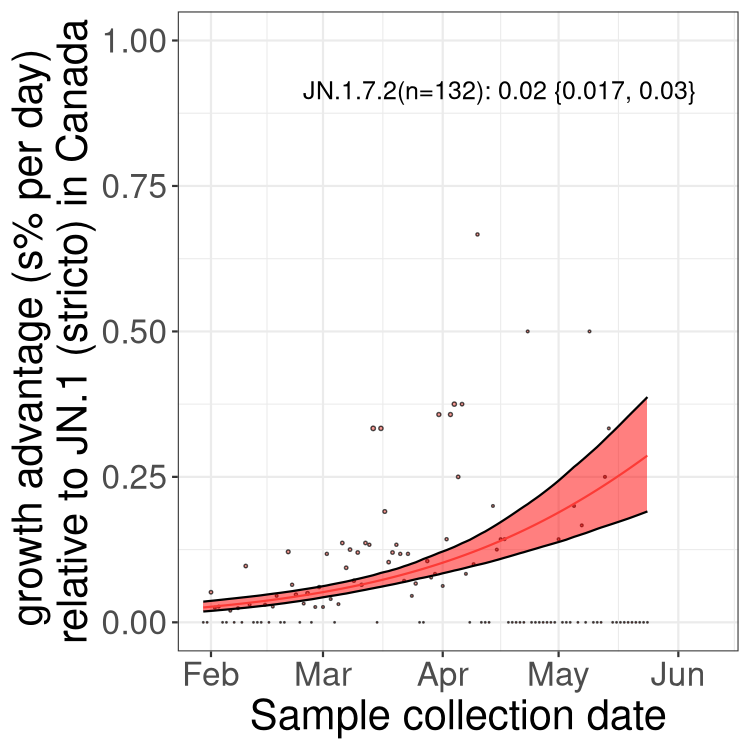 growth advantage (s% per day)
relative to JN.1 (stricto) in Canada
1.00
0.75
0.50
0.25
0.00
JN.1.7.2(n=132): 0.02 {0.017, 0.03}
Feb Mar Apr May Jun
Sample collection date